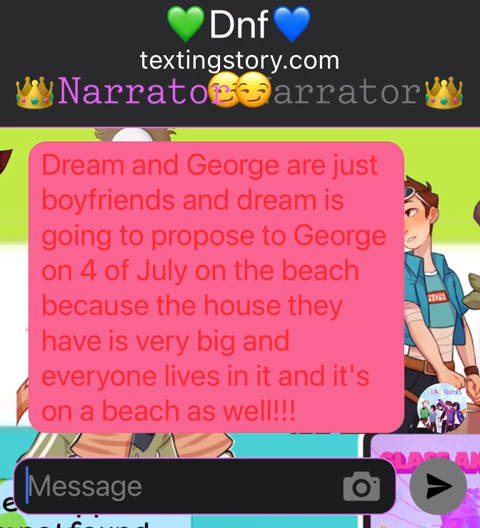 💚Dnf💙
textingstory.com
👑Narrator😏arrator👑
Dream and George are just
boyfriends and dream is
going to propose to George
on 4 of July on the beach
because the house they
have is very big and
everyone lives in it and it's
on a beach as well!!!
CLASS AN
Message